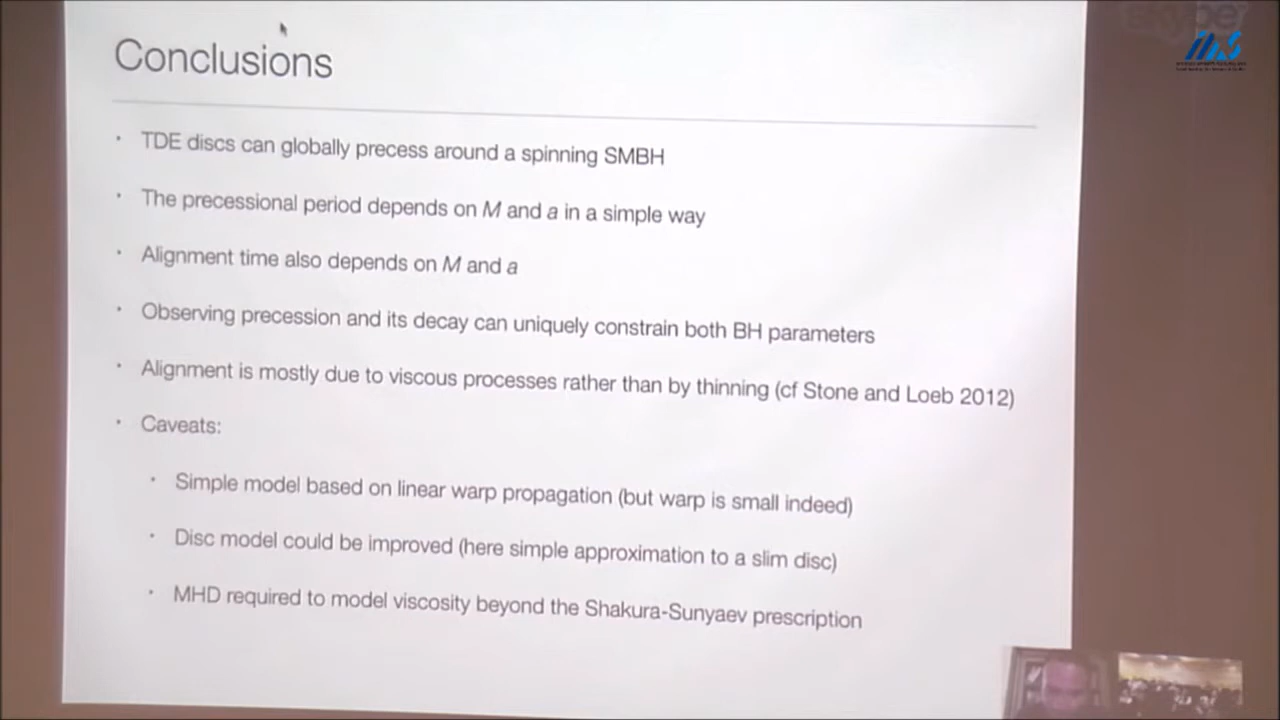 Conclusions
• TDE discs can globally precess around a spinning SMBH
• The precessional period depends on M and a in a simple way
• Alignment time also depends on M and a
• Observing precession and its decay can uniquely constrain both BH parameters
• Alignment is mostly due to viscous processes rather than by thinning (cf Stone and Loeb 2012)
• Caveats:
• Simple model based on linear warp propagation (but warp is small indeed)
• Disc model could be improved (here simple approximation to a slim disc)
• MHD required to model viscosity beyond the Shakura-Sunyaev prescription
skype